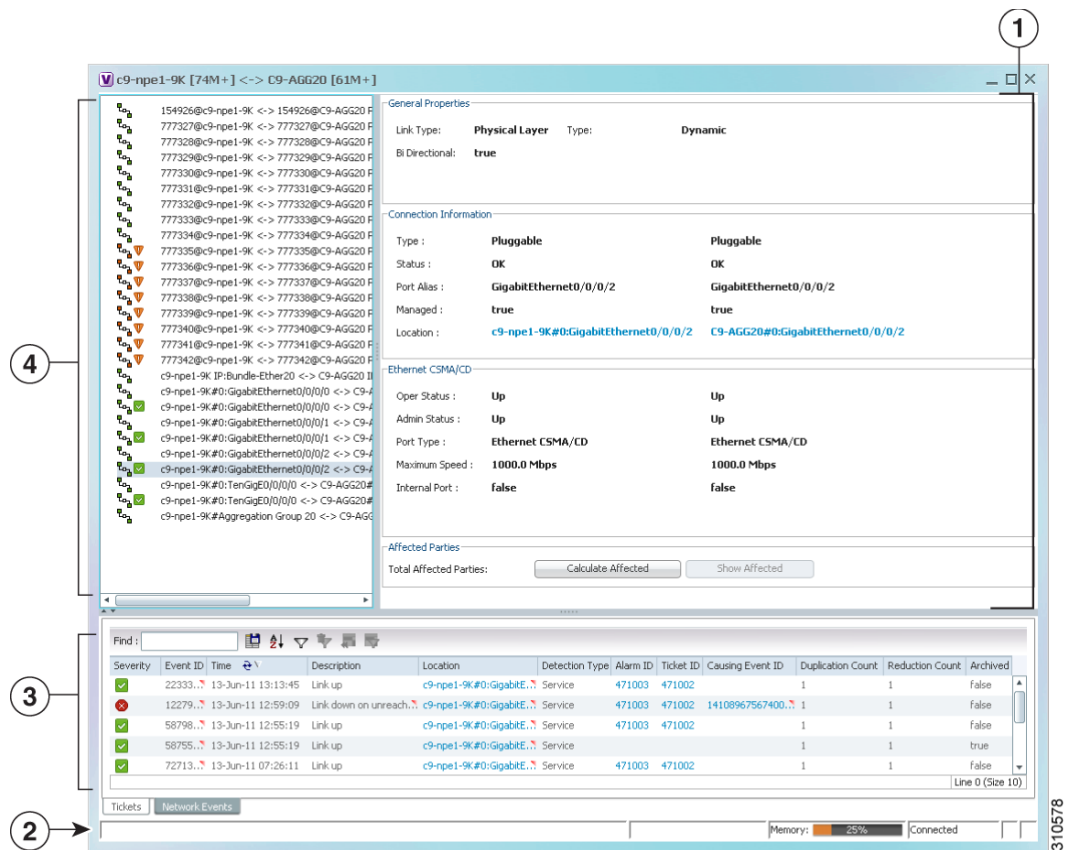 1
V c9-npe1-9K [74M+] <-> C9-AGG20 [61M+]
154926@c9-npe1-9K <-> 154926@C9-AGG20 P
777327@c9-npe1-9K <-> 777327@C9-AGG20 P
777328@c9-npe1-9K <-> 777328@C9-AGG20 P
777329@c9-npe1-9K <-> 777329@C9-AGG20 P
777330@c9-npe1-9K <-> 777330@C9-AGG20 P
777331@c9-npe1-9K <-> 777331@C9-AGG20 P
777332@c9-npe1-9K <-> 777332@C9-AGG20 P
777333@c9-npe1-9K <-> 777333@C9-AGG20 P
777334@c9-npe1-9K <-> 777334@C9-AGG20 P
777335@c9-npe1-9K <-> 777335@C9-AGG20 P
777336@c9-npe1-9K <-> 777336@C9-AGG20 P
777337@c9-npe1-9K <-> 777337@C9-AGG20 P
777338@c9-npe1-9K <-> 777338@C9-AGG20 P
777339@c9-npe1-9K <-> 777339@C9-AGG20 P
777340@c9-npe1-9K <-> 777340@C9-AGG20 P
777341@c9-npe1-9K <-> 777341@C9-AGG20 P
777342@c9-npe1-9K <-> 777342@C9-AGG20 P
c9-npe1-9K IP:Bundle-Ether20 <-> C9-AGG20 I
c9-npe1-9K#0:GigabitEthernet0/0/0/0 <-> C9-
c9-npe1-9K#0:GigabitEthernet0/0/0/0 <-> C9-
c9-npe1-9K#0:GigabitEthernet0/0/0/1 <-> C9-
c9-npe1-9K#0:GigabitEthernet0/0/0/1 <-> C9-
c9-npe1-9K#0:GigabitEthernet0/0/0/2 <-> C9-
c9-npe1-9K#0:GigabitEthernet0/0/0/2 <-> C9-
c9-npe1-9K#0:TenGigE0/0/0/0 <-> C9-AGG20#
c9-npe1-9K#0:TenGigE0/0/0/0 <-> C9-AGG20#
c9-npe1-9K#Aggregation Group 20 <-> C9-AGG
4
General Properties
Link Type: Physical Layer Type: Dynamic
Bi Directional: true
Connection Information
Type : Pluggable Pluggable
Status : OK OK
Port Alias : GigabitEthernet0/0/0/2 GigabitEthernet0/0/0/2
Managed : true true
Location : c9-npe1-9K#0:GigabitEthernet0/0/0/2 C9-AGG20#0:GigabitEthernet0/0/0/2
Ethernet CSMA/CD
Oper Status : Up Up
Admin Status : Up Up
Port Type : Ethernet CSMA/CD Ethernet CSMA/CD
Maximum Speed : 1000.0 Mbps 1000.0 Mbps
Internal Port : false false
Affected Parties
Total Affected Parties: Calculate Affected Show Affected
3
Find :
Severity Event ID Time Description Location Detection Type Alarm ID Ticket ID Causing Event ID Duplication Count Reduction Count Archived
22333.. 13-Jun-11 13:13:45 Link up c9-npe1-9K#0:GigabitE.. Service 471003 471002 1 1 false
12279.. 13-Jun-11 12:59:09 Link down on unreach.. c9-npe1-9K#0:GigabitE.. Service 471003 471002 14108967567400.. 1 1 false
58798.. 13-Jun-11 12:55:19 Link up c9-npe1-9K#0:GigabitE.. Service 471003 471002 1 1 false
58755.. 13-Jun-11 12:55:19 Link up c9-npe1-9K#0:GigabitE.. Service 1 1 true
72713.. 13-Jun-11 07:26:11 Link up c9-npe1-9K#0:GigabitE.. Service 471003 471002 1 1 false
Line 0 (Size 10)
Tickets Network Events
2
Memory: 25% Connected
310578